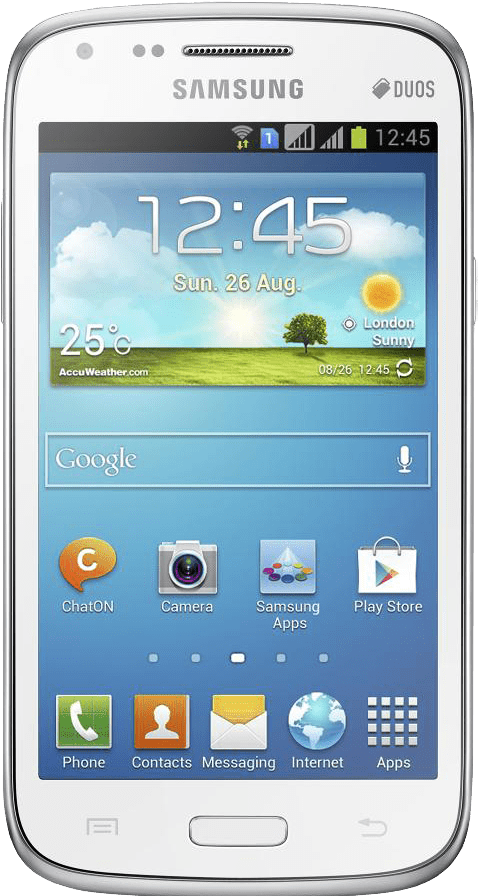 SAMSUNG
DUOS
1
12:45
12:45
Sun. 26 Aug.
25°c
London
Sunny
AccuWeather.com
08/26 12:45
Google
C
ChatON
Camera
Samsung
Apps
Play Store
Phone
Contacts
Messaging
Internet
Apps